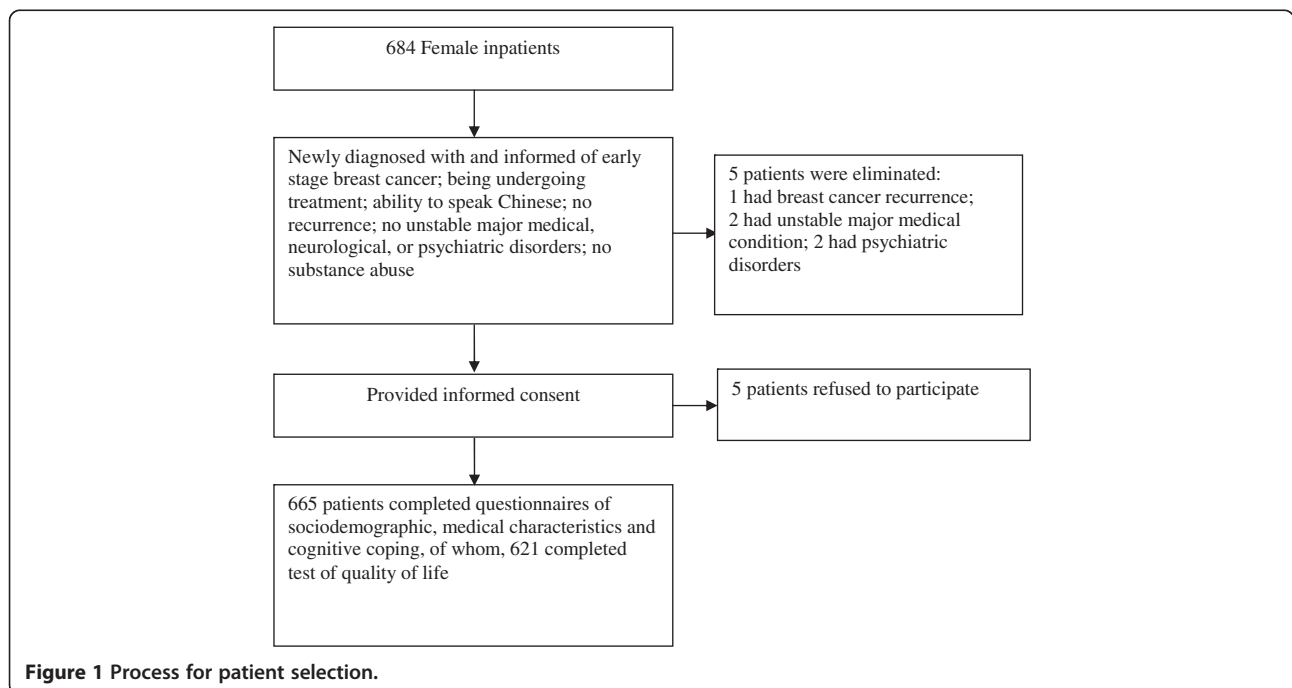 684 Female inpatients
Newly diagnosed with and informed of early
stage breast cancer; being undergoing
treatment; ability to speak Chinese; no
recurrence; no unstable major medical,
neurological, or psychiatric disorders; no
substance abuse
5 patients were eliminated:
1 had breast cancer recurrence;
2 had unstable major medical
condition; 2 had psychiatric
disorders
Provided informed consent
5 patients refused to participate
665 patients completed questionnaires of
sociodemographic, medical characteristics and
cognitive coping, of whom, 621 completed
test of quality of life
Figure 1 Process for patient selection.